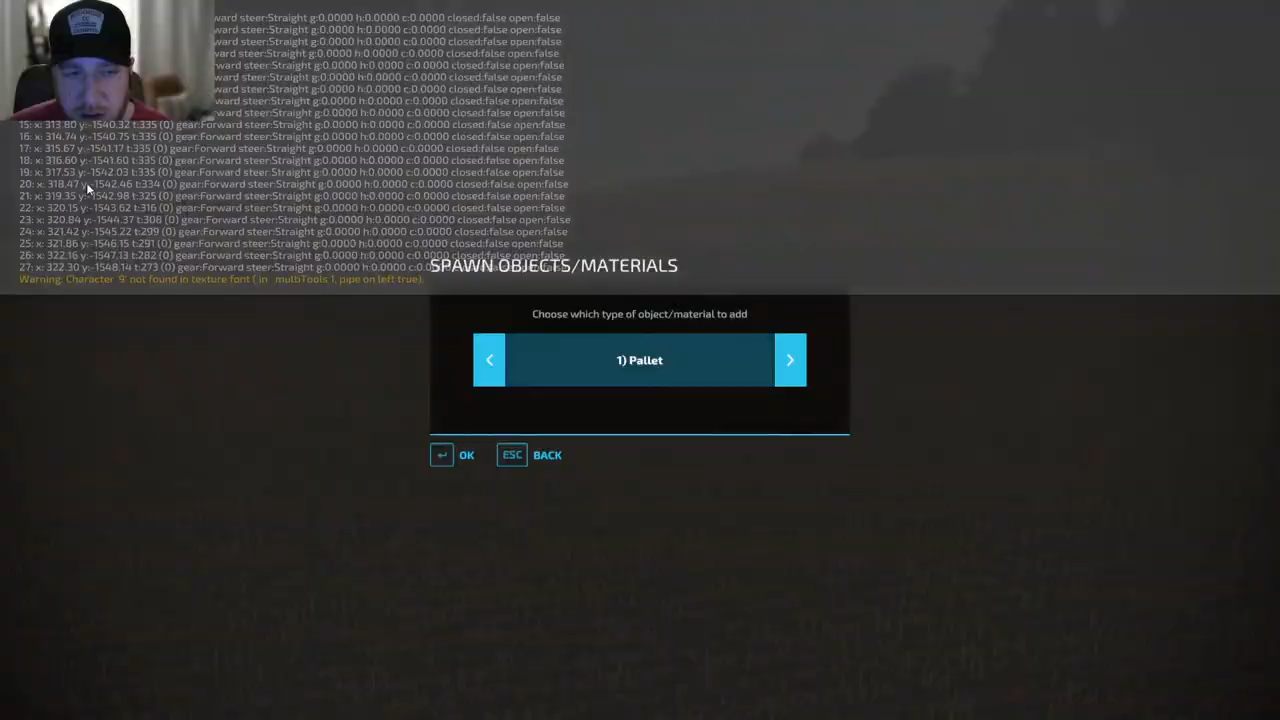 ward steer:Straight g:0.0000 h:0.0000 c:0.0000 closed:false open:false
ward steer:Straight g:0.0000 h:0.0000 c:0.0000 closed:false open:false
ward steer:Straight g:0.0000 h:0.0000 c:0.0000 closed:false open:false
ward steer:Straight g:0.0000 h:0.0000 c:0.0000 closed:false open:false
ward steer:Straight g:0.0000 h:0.0000 c:0.0000 closed:false open:false
ward steer:Straight g:0.0000 h:0.0000 c:0.0000 closed:false open:false
ward steer:Straight g:0.0000 h:0.0000 c:0.0000 closed:false open:false
ward steer:Straight g:0.0000 h:0.0000 c:0.0000 closed:false open:false
ward steer:Straight g:0.0000 h:0.0000 c:0.0000 closed:false open:false
15: x: 313.80 y:-1540.32 t:335 (0) gear:Forward steer:Straight g:0.0000 h:0.0000 c:0.0000 closed:false open:false
16: x: 314.74 y:-1540.75 t:335 (0) gear:Forward steer:Straight g:0.0000 h:0.0000 c:0.0000 closed:false open:false
17: x: 315.67 y:-1541.17 t:335 (0) gear:Forward steer:Straight g:0.0000 h:0.0000 c:0.0000 closed:false open:false
18: x: 316.60 y:-1541.60 t:335 (0) gear:Forward steer:Straight g:0.0000 h:0.0000 c:0.0000 closed:false open:false
19: x: 317.53 y:-1542.03 t:335 (0) gear:Forward steer:Straight g:0.0000 h:0.0000 c:0.0000 closed:false open:false
20: x: 318.47 y:-1542.46 t:334 (0) gear:Forward steer:Straight g:0.0000 h:0.0000 c:0.0000 closed:false open:false
21: x: 319.35 y:-1542.98 t:325 (0) gear:Forward steer:Straight g:0.0000 h:0.0000 c:0.0000 closed:false open:false
22: x: 320.15 y:-1543.62 t:316 (0) gear:Forward steer:Straight g:0.0000 h:0.0000 c:0.0000 closed:false open:false
23: x: 320.84 y:-1544.37 t:308 (0) gear:Forward steer:Straight g:0.0000 h:0.0000 c:0.0000 closed:false open:false
24: x: 321.42 y:-1545.22 t:299 (0) gear:Forward steer:Straight g:0.0000 h:0.0000 c:0.0000 closed:false open:false
25: x: 321.86 y:-1546.15 t:291 (0) gear:Forward steer:Straight g:0.0000 h:0.0000 c:0.0000 closed:false open:false
26: x: 322.16 y:-1547.13 t:282 (0) gear:Forward steer:Straight g:0.0000 h:0.0000 c:0.0000 closed:false open:false
27: x: 322.30 y:-1548.14 t:273 (0) gear:Forward steer:Straight g:0.0000 h:0.0000 c:0.0000 closed:false open:false
SPAWN OBJECTS/MATERIALS
Warning: Character '9' not found in texture font ( in multiTools 1, pipe on left true).
Choose which type of object/material to add
1) Pallet
OK
ESC BACK